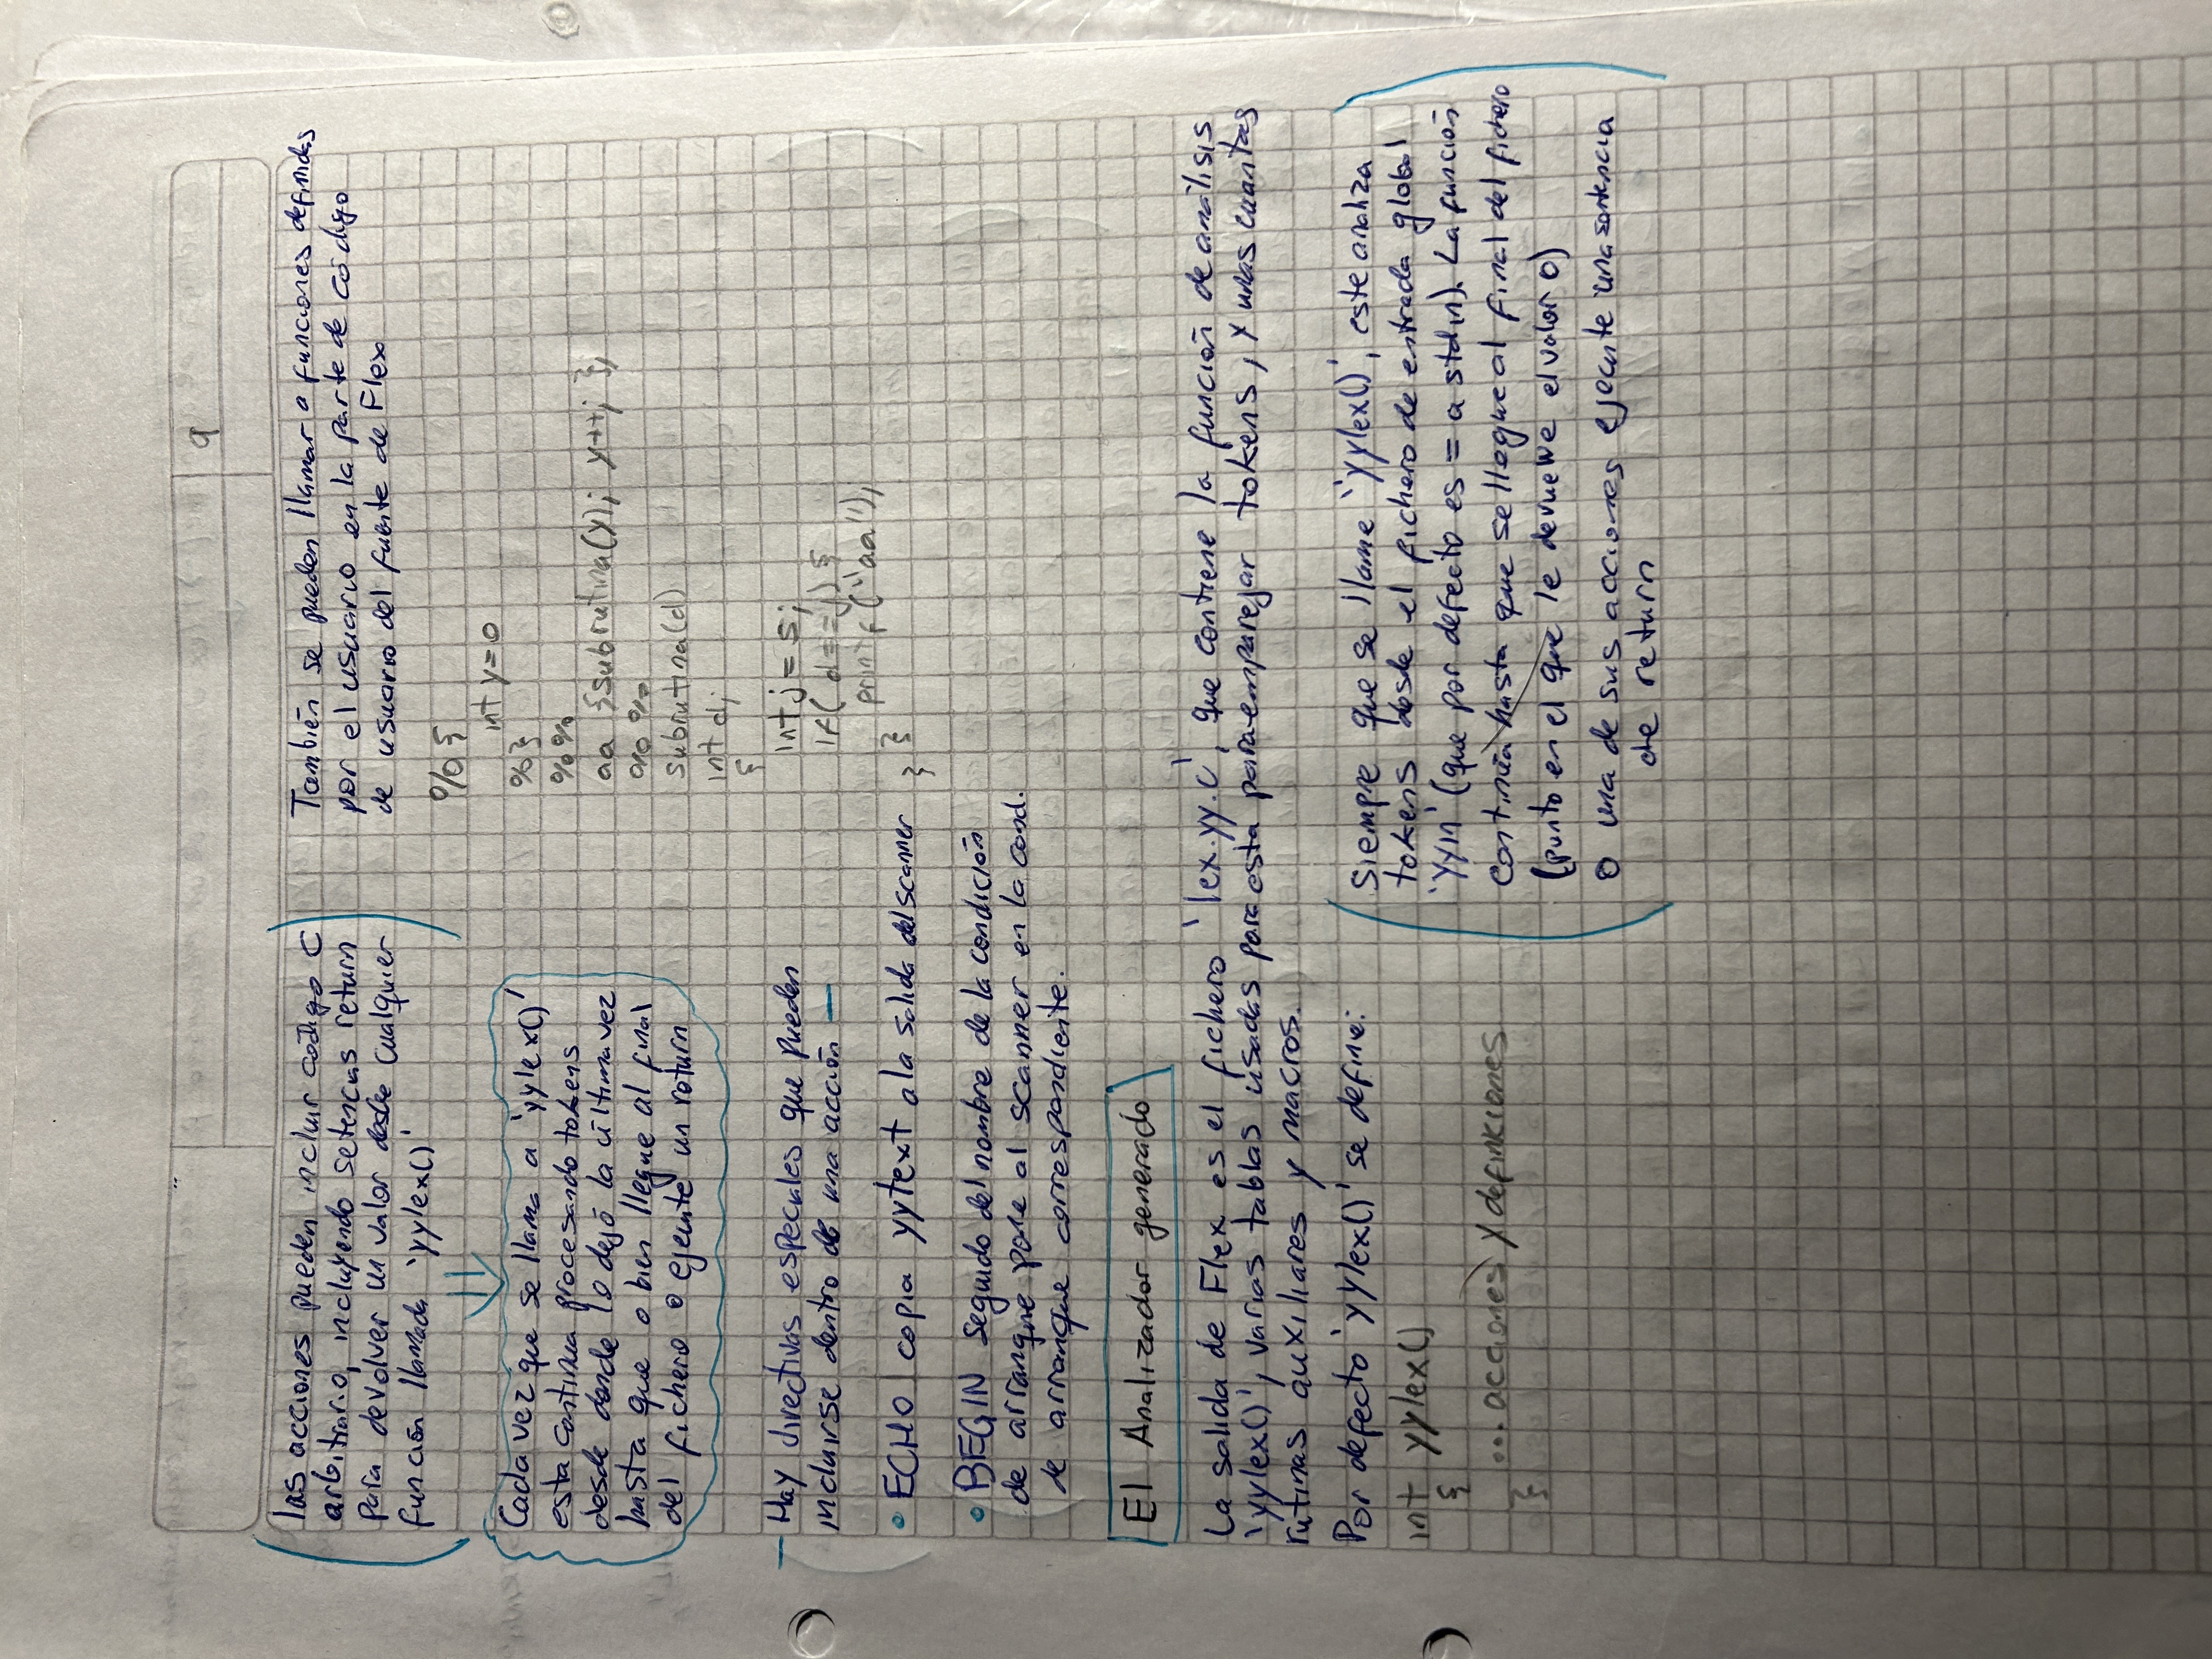 9
las acciones pueden incluir código C
arbitrario, incluyendo setencias return
para devolver un valor desde cualquier
función llamada 'yylex()'
Cada vez que se llama a 'yylex()'
esta continua procesando tokens
desde donde lo dejó la última vez
hasta que o bien llegue al final
del fichero o ejecute un return
Hay directivas especiales que pueden
incluirse dentro de una acción
• ECHO copia yytext a la salida del scanner
• BEGIN seguido del nombre de la condición
de arranque pone al scanner en la cond.
de arranque correspondiente.
También se pueden llamar a funciones definidas
por el usuario en la parte de código
de usuario del fuente de Flex
%{
int y=0
%}
%%
aa {subrutina(y); y++; };
%%
subrutina(d)
int d;
{
int j = 5;
if( d==j) {
printf("aa");
}
}
El Analizador generado
La salida de Flex es el fichero 'lex.yy.c', que contiene la función de análisis
'yylex()', varias tablas usadas por esta para emparejar tokens, y unas cuantas
rutinas auxiliares y macros.
Por defecto 'yylex()' se define:
int yylex()
{
... acciones y definiciones
}
Siempre que se llame 'yylex()', este analiza
tokens desde el fichero de entrada global
'yyin' (que por defecto es = a stdin). La función
continúa hasta que se llegue al final del fichero
(punto en el que le devuelve el valor 0)
o una de sus acciones ejecute una sentencia
de return